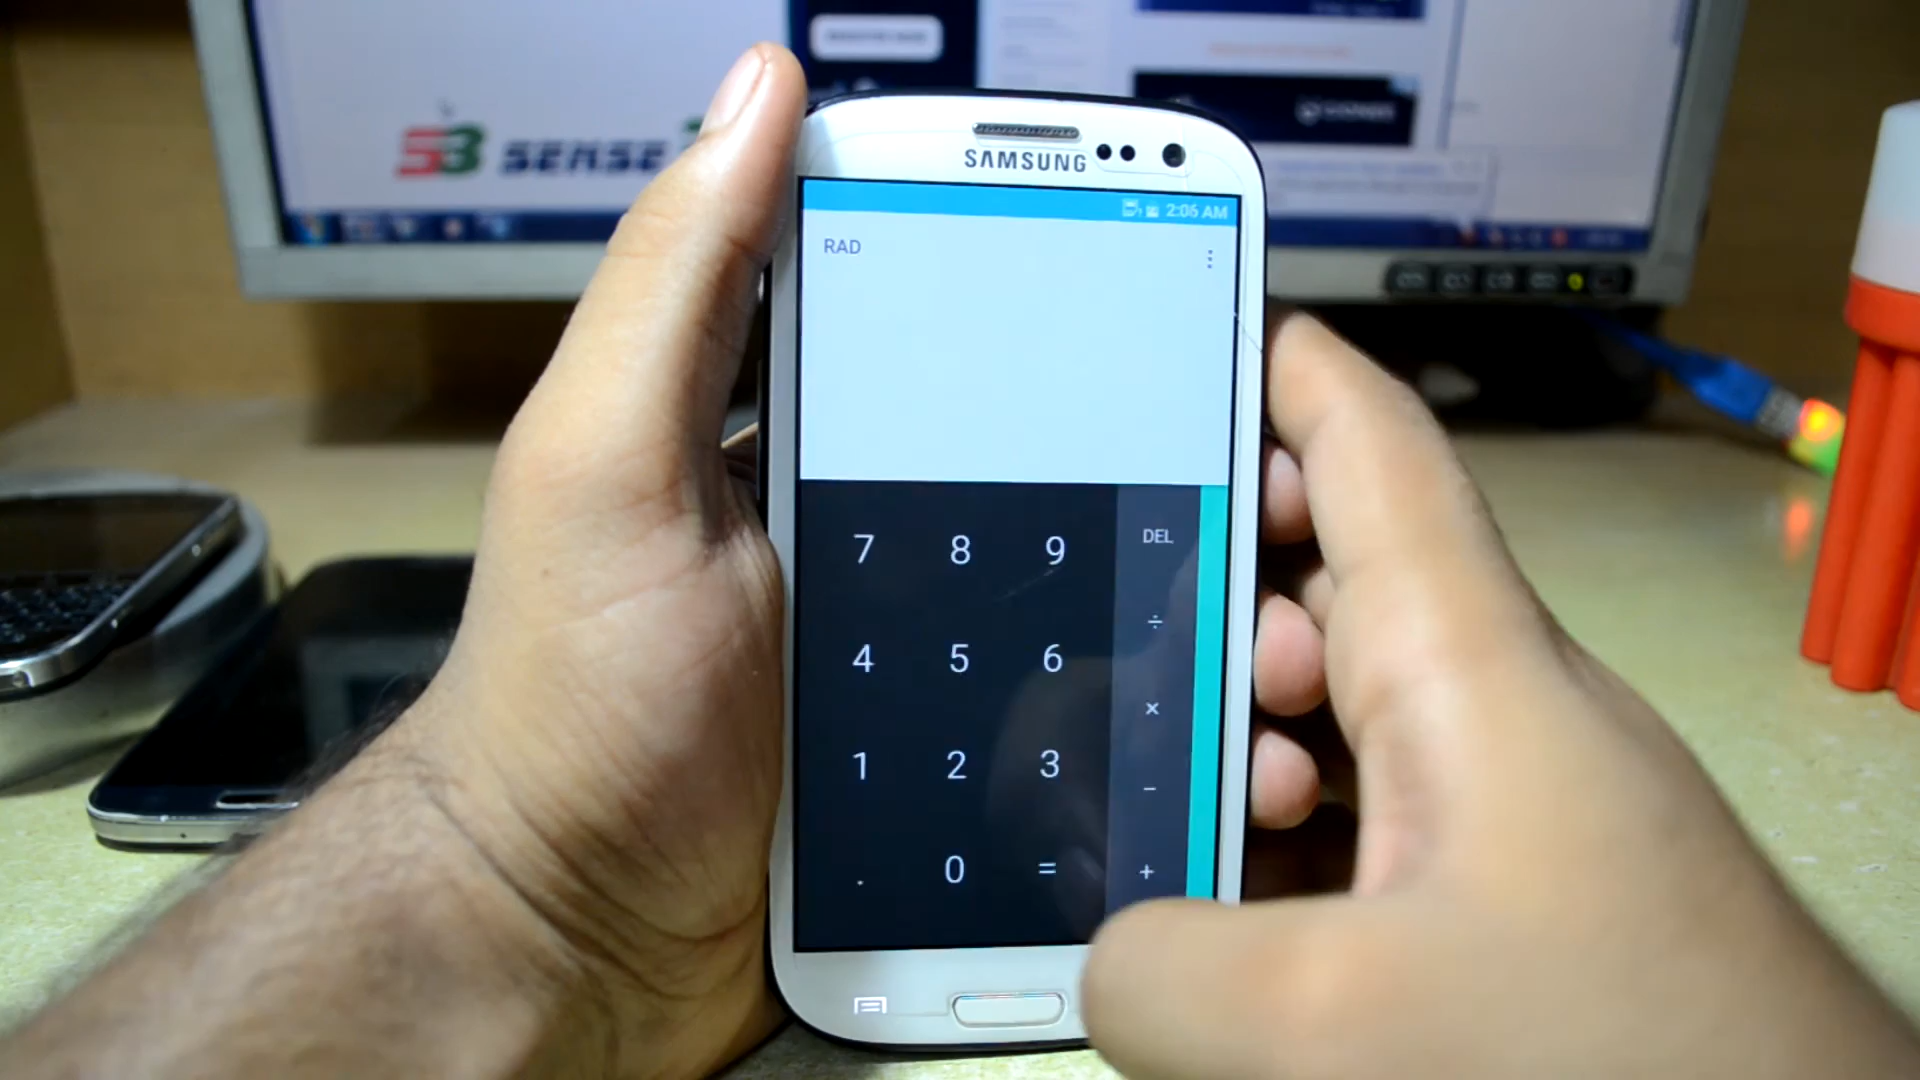 S3 SENSE
SAMSUNG
2:06 AM
RAD
7 8 9 DEL
÷
4 5 6
×
1 2 3
−
. 0 = +